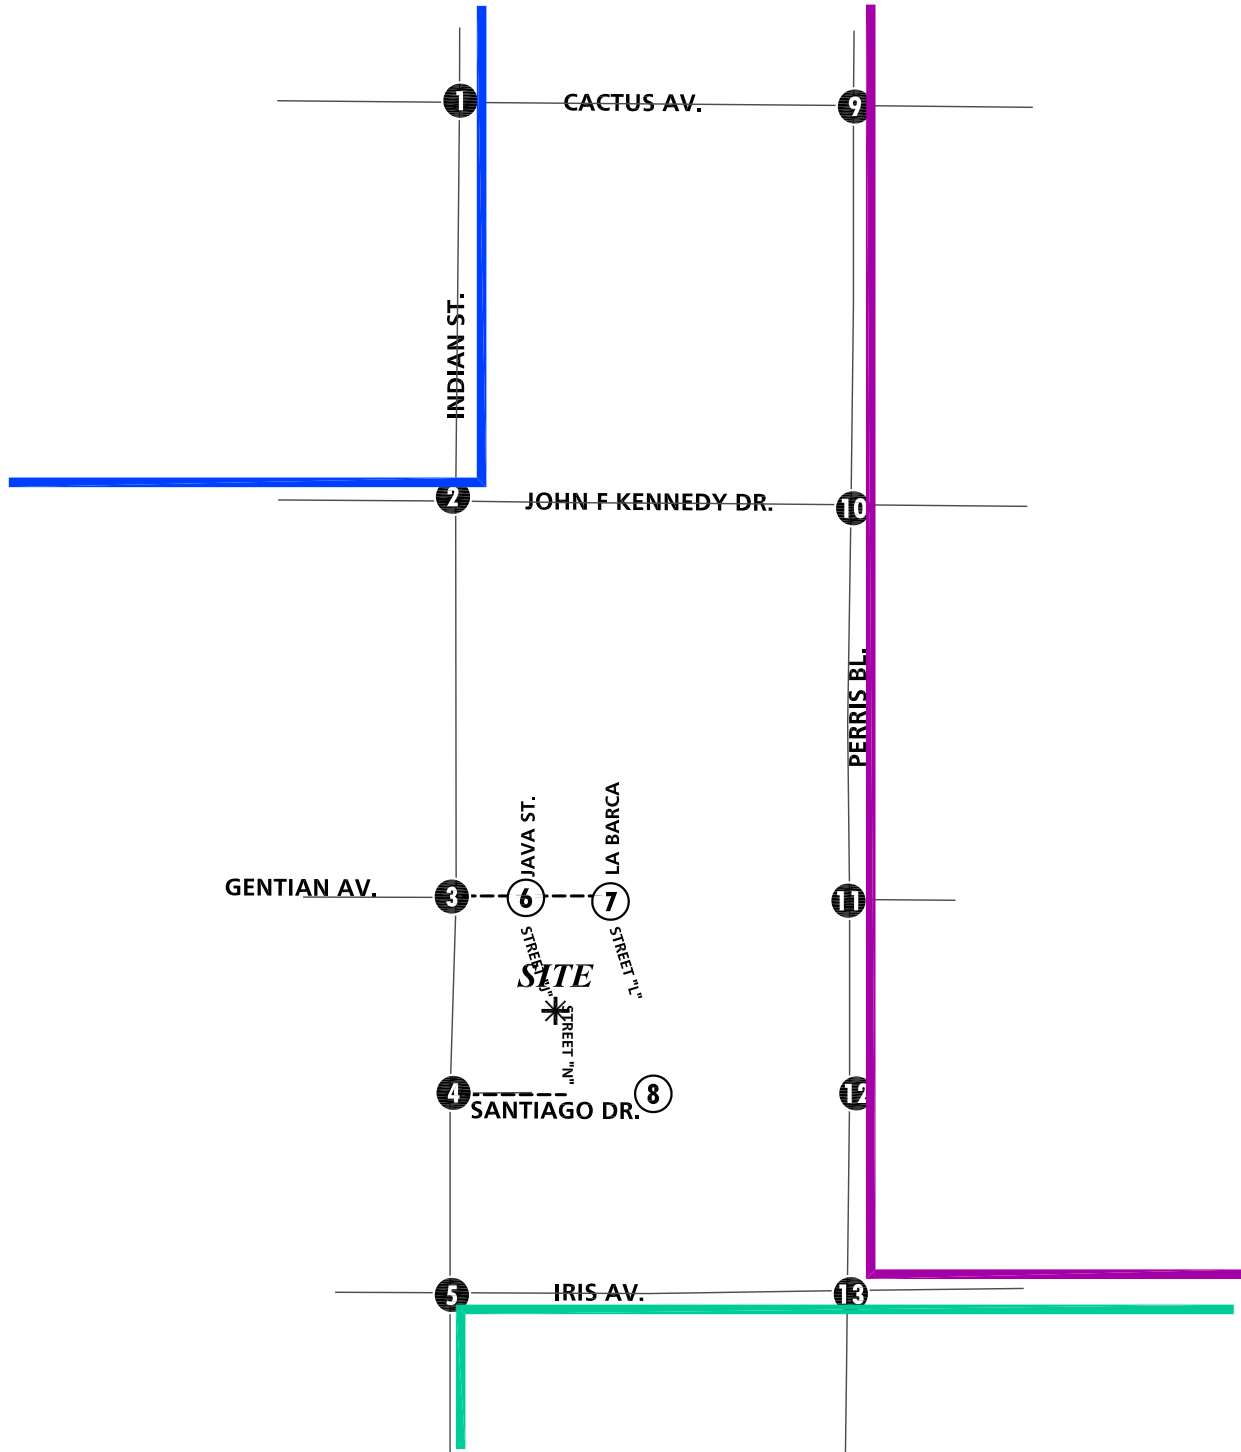 1
CACTUS AV.
9
INDIAN ST.
2
JOHN F KENNEDY DR.
10
PERRIS BL.
JAVA ST.
LA BARCA
GENTIAN AV.
3
6
7
11
STREET "J"
STREET "L"
SITE
STREET "N"
4
8
12
SANTIAGO DR.
5
IRIS AV.
13